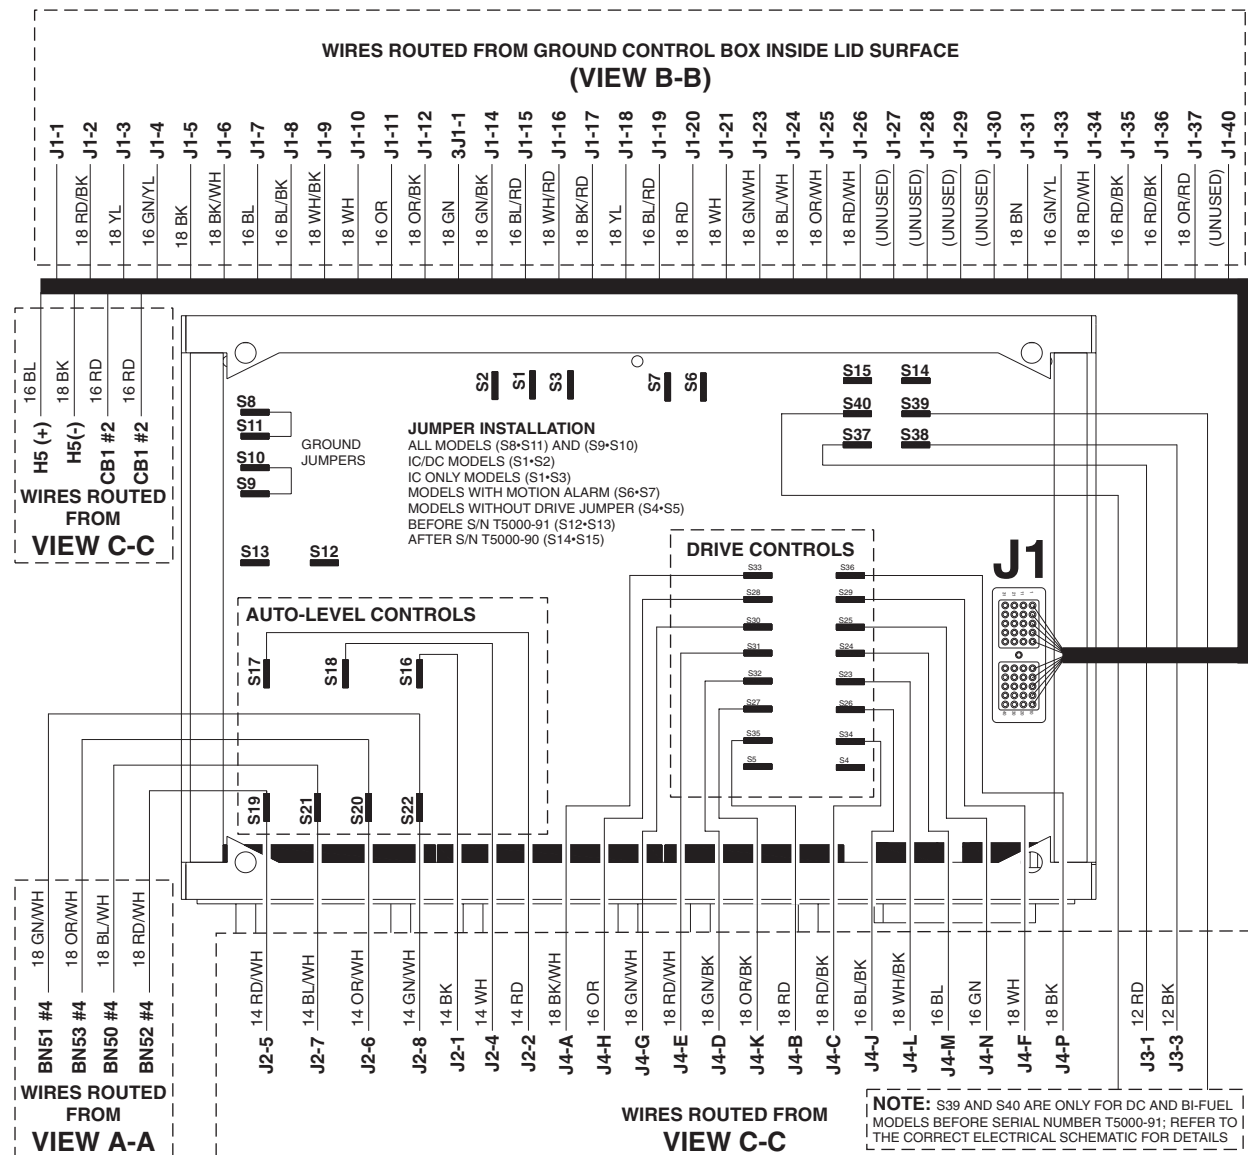 WIRES ROUTED FROM GROUND CONTROL BOX INSIDE LID SURFACE
(VIEW B-B)
J1-1
J1-2
J1-3
J1-4
J1-5
J1-6
J1-7
J1-8
J1-9
J1-10
J1-11
J1-12
3J1-1
J1-14
J1-15
J1-16
J1-17
J1-18
J1-19
J1-20
J1-21
J1-23
J1-24
J1-25
J1-26
J1-27
J1-28
J1-29
J1-30
J1-31
J1-33
J1-34
J1-35
J1-36
J1-37
J1-40
18 RD/BK
18 YL
16 GN/YL
18 BK
18 BK/WH
16 BL
16 BL/BK
18 WH/BK
18 WH
16 OR
18 OR/BK
18 GN
18 GN/BK
16 BL/RD
18 WH/RD
18 BK/RD
18 YL
16 BL/RD
18 RD
18 WH
18 GN/WH
18 BL/WH
18 OR/WH
18 RD/WH
(UNUSED)
(UNUSED)
(UNUSED)
(UNUSED)
18 BN
16 GN/YL
18 RD/WH
16 RD/BK
16 RD/BK
18 OR/RD
(UNUSED)
16 BL
18 BK
16 RD
16 RD
H5 (+)
H5(-)
CB1 #2
CB1 #2
WIRES ROUTED
FROM
VIEW C-C
S8
S11
S10
S9
GROUND
JUMPERS
S13
S12
S2
S1
S3
S7
S6
S15
S14
S40
S39
S37
S38
JUMPER INSTALLATION
ALL MODELS (S8•S11) AND (S9•S10)
IC/DC MODELS (S1•S2)
IC ONLY MODELS (S1•S3)
MODELS WITH MOTION ALARM (S6•S7)
MODELS WITHOUT DRIVE JUMPER (S4•S5)
BEFORE S/N T5000-91 (S12•S13)
AFTER S/N T5000-90 (S14•S15)
DRIVE CONTROLS
S33
S36
S28
S29
S30
S25
S31
S24
S32
S23
S27
S26
S35
S34
S5
S4
J1
AUTO-LEVEL CONTROLS
S17
S18
S16
S19
S21
S20
S22
18 GN/WH
18 OR/WH
18 BL/WH
18 RD/WH
BN51 #4
BN53 #4
BN50 #4
BN52 #4
WIRES ROUTED
FROM
VIEW A-A
14 RD/WH
14 BL/WH
14 OR/WH
14 GN/WH
14 BK
14 WH
14 RD
18 BK/WH
16 OR
18 GN/WH
18 RD/WH
18 GN/BK
18 OR/BK
18 RD
18 RD/BK
16 BL/BK
18 WH/BK
16 BL
16 GN
18 WH
18 BK
12 RD
12 BK
J2-5
J2-7
J2-6
J2-8
J2-1
J2-4
J2-2
J4-A
J4-H
J4-G
J4-E
J4-D
J4-K
J4-B
J4-C
J4-J
J4-L
J4-M
J4-N
J4-F
J4-P
J3-1
J3-3
WIRES ROUTED FROM
VIEW C-C
NOTE: S39 AND S40 ARE ONLY FOR DC AND BI-FUEL
MODELS BEFORE SERIAL NUMBER T5000-91; REFER TO
THE CORRECT ELECTRICAL SCHEMATIC FOR DETAILS